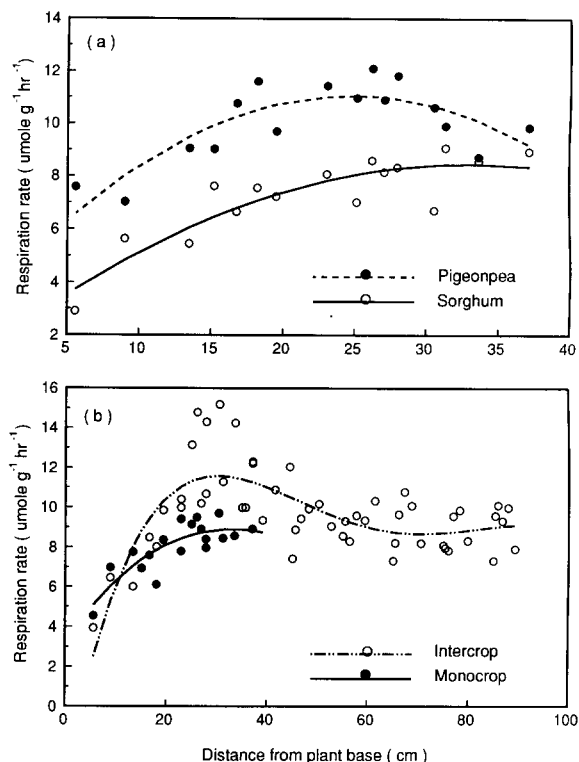 14
( a )
12
10
8
6
4
2
Respiration rate ( umole g⁻¹ hr⁻¹ )
Pigeonpea
Sorghum
5 10 15 20 25 30 35 40
16
( b )
14
12
10
8
6
4
2
0
Respiration rate ( umole g⁻¹ hr⁻¹ )
Intercrop
Monocrop
0 20 40 60 80 100
Distance from plant base ( cm )